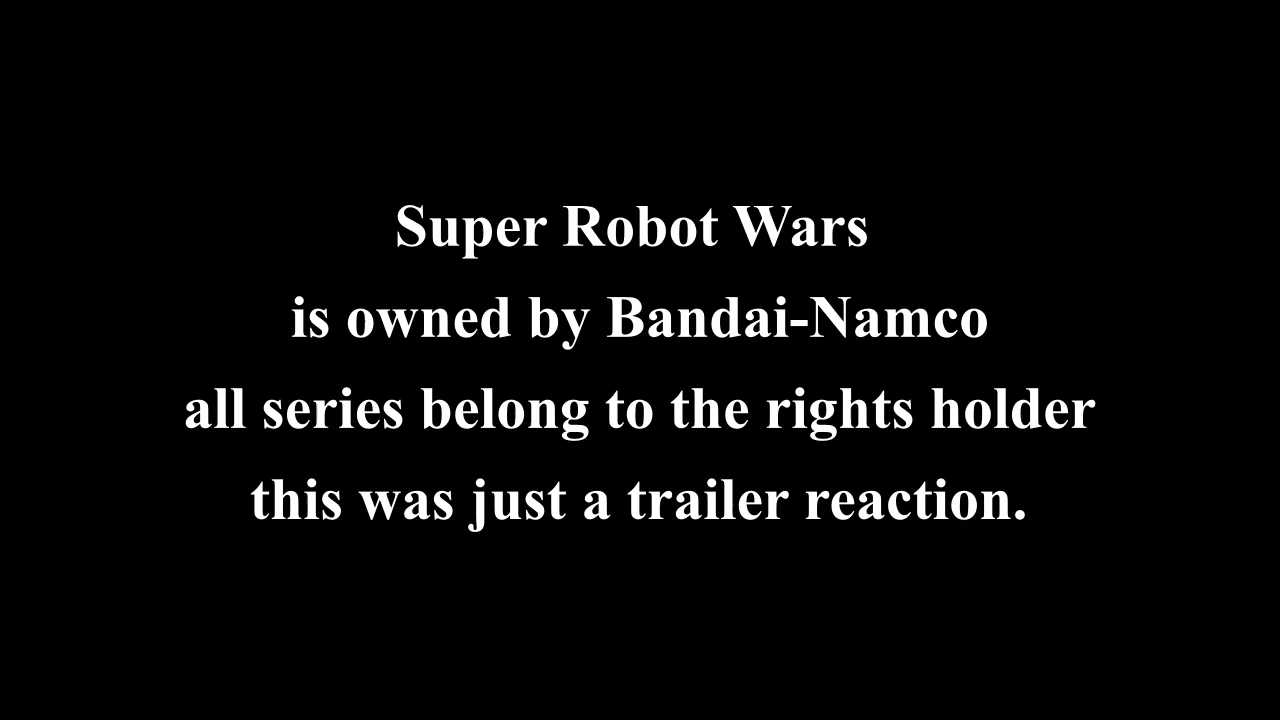 Super Robot Wars
is owned by Bandai-Namco
all series belong to the rights holder
this was just a trailer reaction.